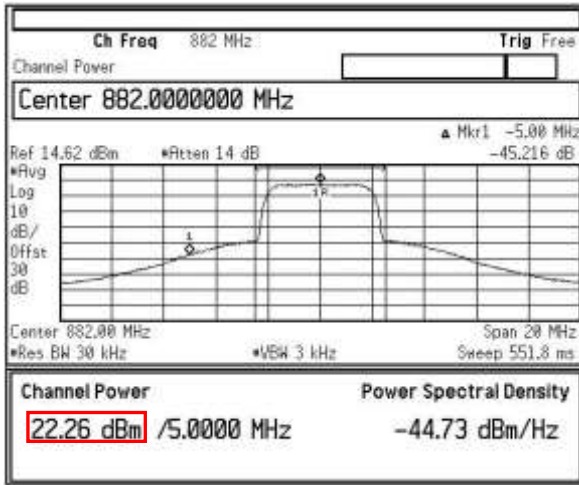 Ch Freq 882 MHz Trig Free
Channel Power
Center 882.0000000 MHz
▲ Mkr1 -5.00 MHz
Ref 14.62 dBm *Atten 14 dB -45.216 dB
*Avg
Log
10
dB/
Offst
30
dB
1R
1
Center 882.00 MHz Span 20 MHz
*Res BW 30 kHz *VBW 3 kHz Sweep 551.8 ms
Channel Power Power Spectral Density
22.26 dBm /5.0000 MHz -44.73 dBm/Hz